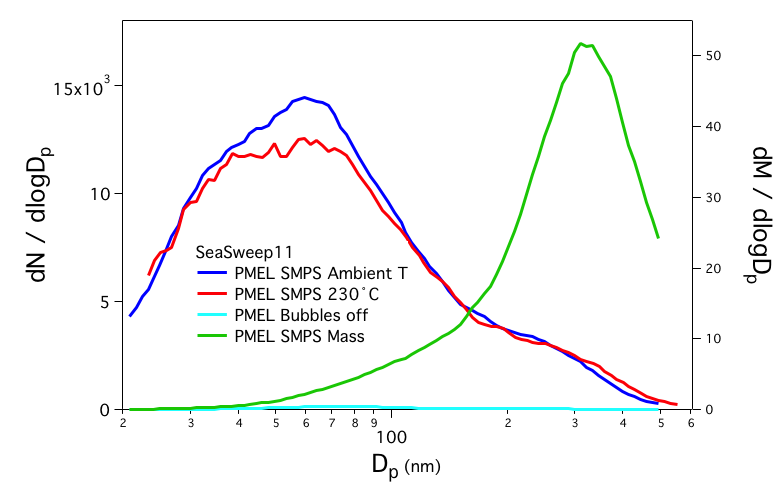 15x10³
10
5
0
dN / dlogDp
50
40
30
20
10
0
dM / dlogDp
SeaSweep11
PMEL SMPS Ambient T
PMEL SMPS 230˚C
PMEL Bubbles off
PMEL SMPS Mass
2 3 4 5 6 7 8 9 2 3 4 5 6
100
Dp (nm)